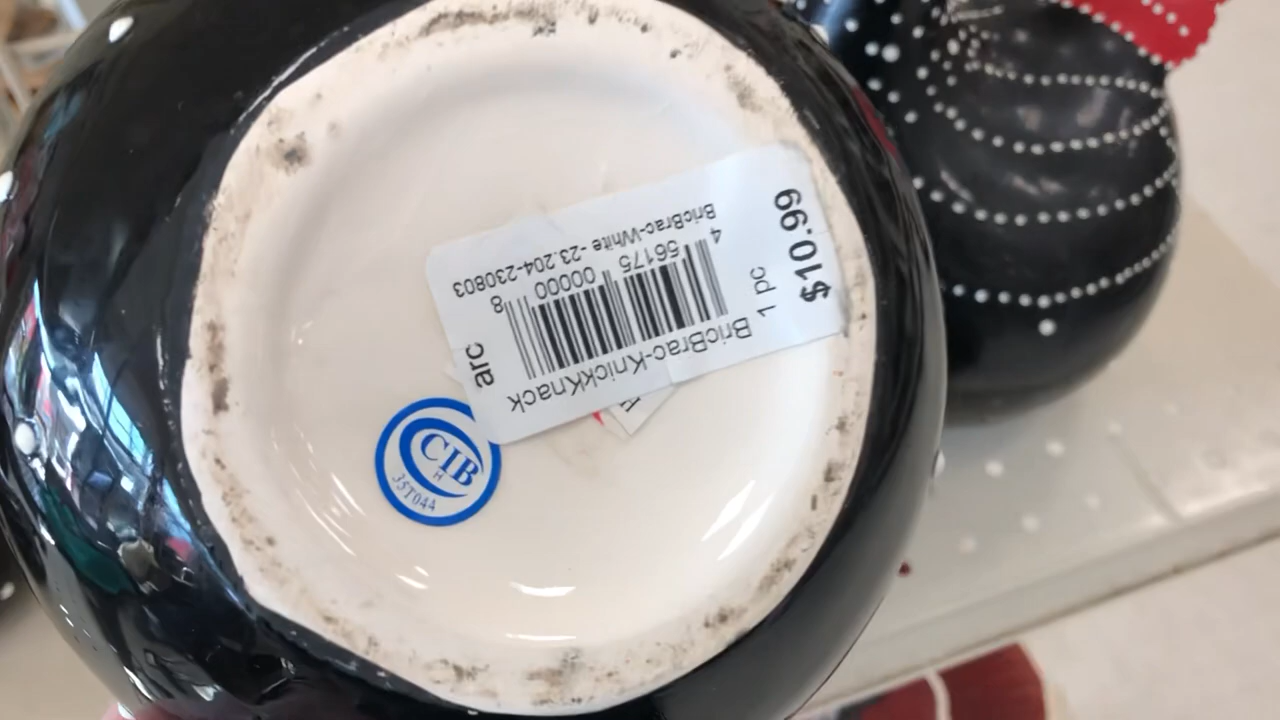 BricBrac-KnickKnack
arc
4 56175 00000 8
BricBrac-White -23.204-230803
1 pc
$10.99
CIB
H
35T044